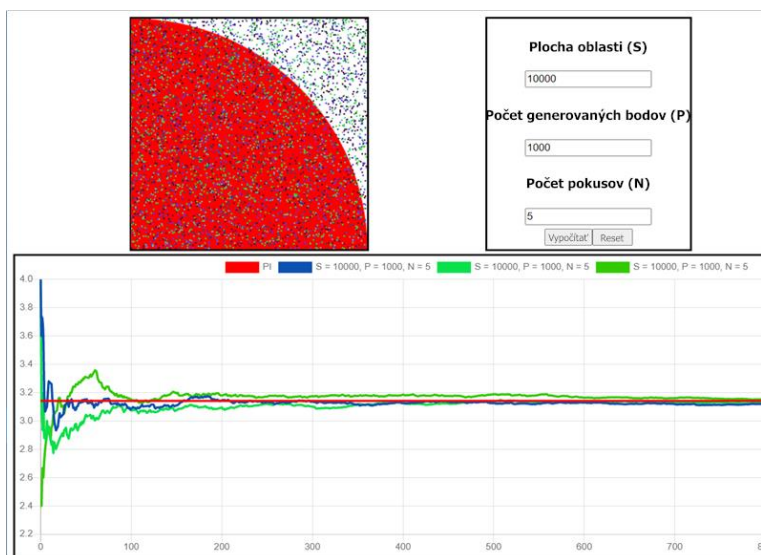 Plocha oblasti (S)
10000
Počet generovaných bodov (P)
1000
Počet pokusov (N)
5
Vypočítať Reset
PI S = 10000, P = 1000, N = 5 S = 10000, P = 1000, N = 5 S = 10000, P = 1000, N = 5
4.0
3.8
3.6
3.4
3.2
3.0
2.8
2.6
2.4
2.2
0 100 200 300 400 500 600 700